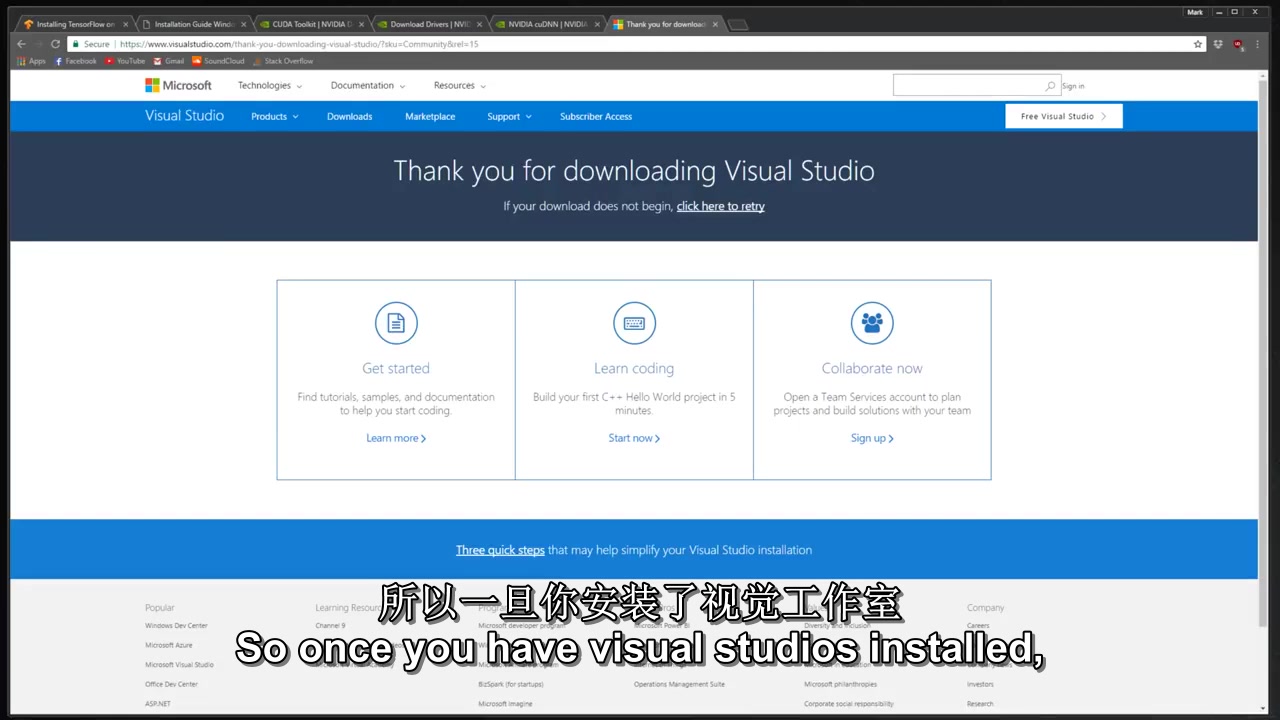 Mark
Installing TensorFlow on
Installation Guide Windo
CUDA Toolkit | NVIDIA D
Download Drivers | NVID
NVIDIA cuDNN | NVIDIA
Thank you for download
Secure https://www.visualstudio.com/thank-you-downloading-visual-studio/?sku=Community&rel=15
Apps Facebook YouTube Gmail SoundCloud Stack Overflow
Microsoft Technologies Documentation Resources Sign in
Visual Studio Products Downloads Marketplace Support Subscriber Access Free Visual Studio
Thank you for downloading Visual Studio
If your download does not begin, click here to retry
Get started
Find tutorials, samples, and documentation
to help you start coding.
Learn more
Learn coding
Build your first C++ Hello World project in 5
minutes.
Start now
Collaborate now
Open a Team Services account to plan
projects and build solutions with your team
Sign up
Three quick steps that may help simplify your Visual Studio installation
所以一旦你安装了视觉工作室
So once you have visual studios installed,
Popular
Windows Dev Center
Microsoft Azure
Microsoft Visual Studio
Office Dev Center
ASP.NET
Learning Resour
Channel 9
Microsoft developer program
BizSpark (for startups)
Microsoft Imagine
Microsoft Power BI
Operations Management Suite
Diversity and inclusion
Microsoft philanthropies
Corporate social responsibility
Company
Careers
Investors
Research